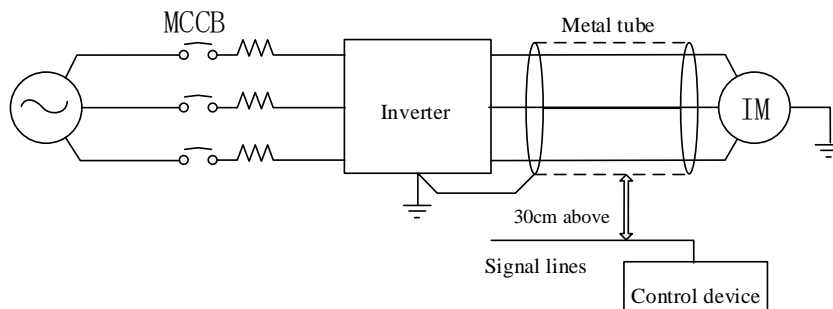 MCCB
Metal tube
Inverter
IM
30cm above
Signal lines
Control device